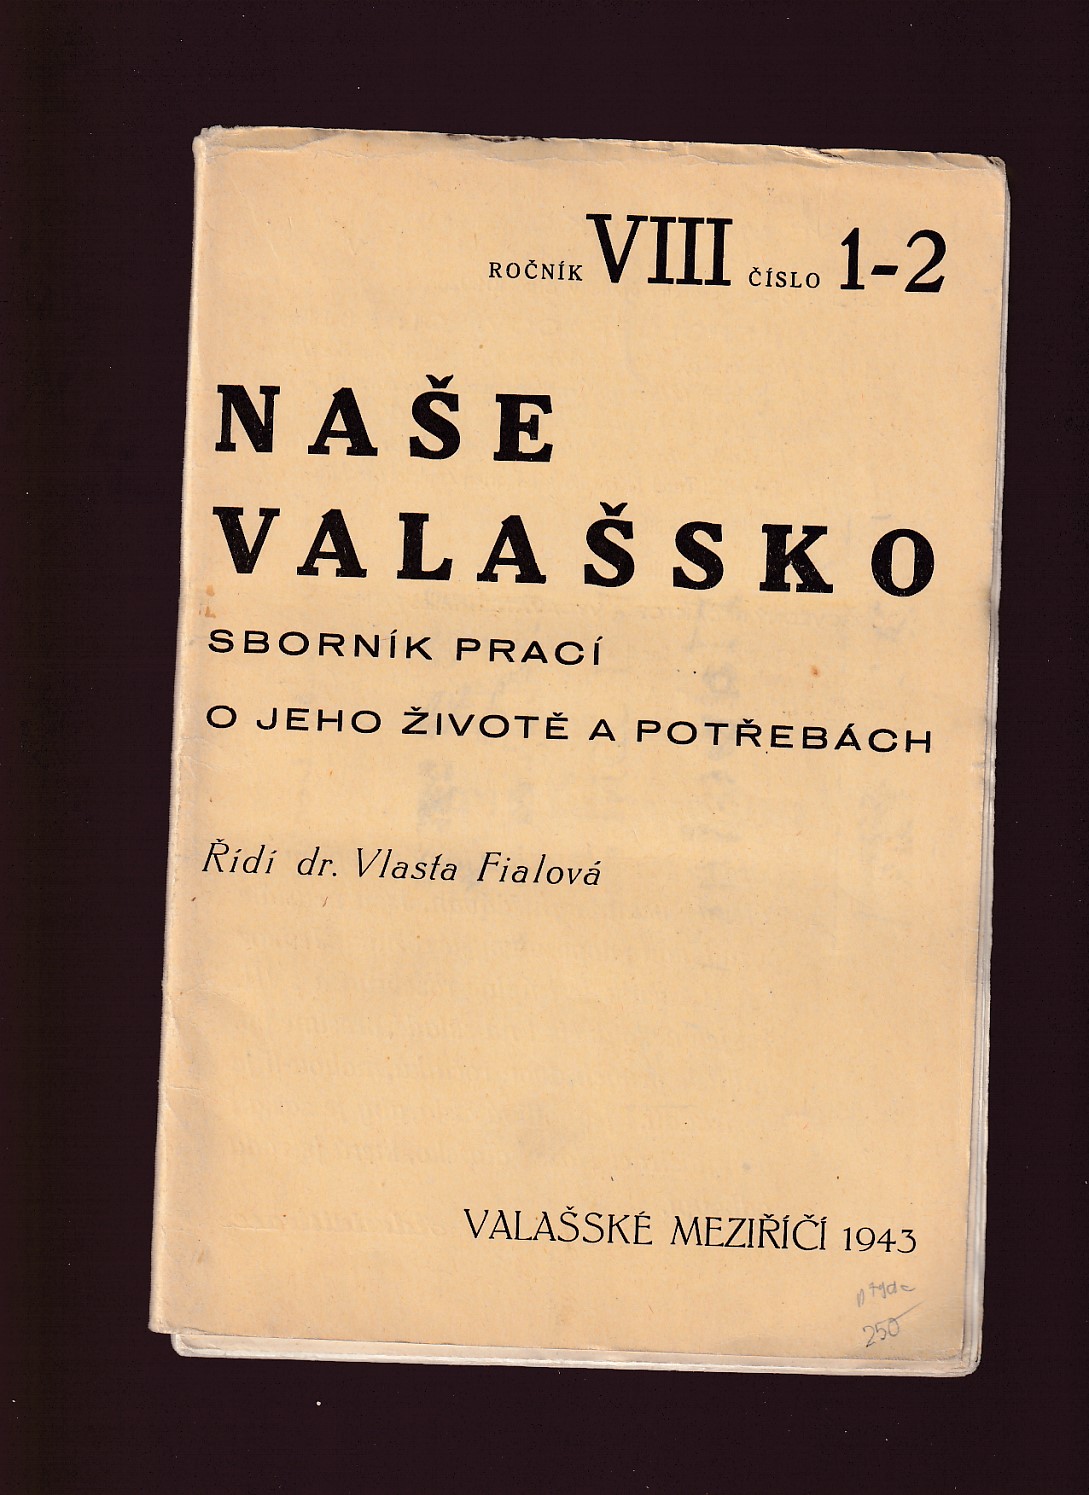 ROČNÍK VIII ČÍSLO 1-2
NAŠE
VALAŠSKO
SBORNÍK PRACÍ
O JEHO ŽIVOTĚ A POTŘEBÁCH
Řídí dr. Vlasta Fialová
VALAŠSKÉ MEZIŘÍČÍ 1943
250